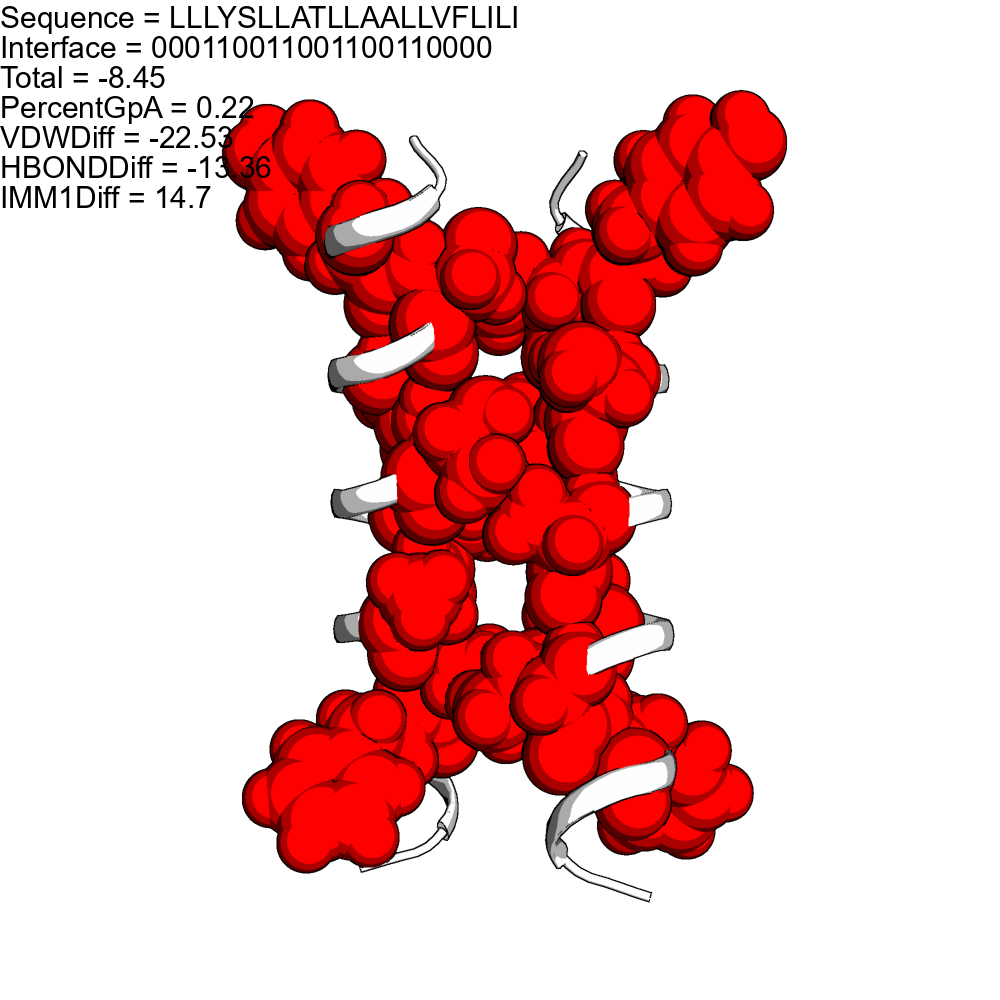 Sequence = LLLYSLLATLLAALLVFLILI
Interface = 000110011001100110000
Total = -8.45
PercentGpA = 0.22
VDWDiff = -22.53
HBONDDiff = -13.36
IMM1Diff = 14.7